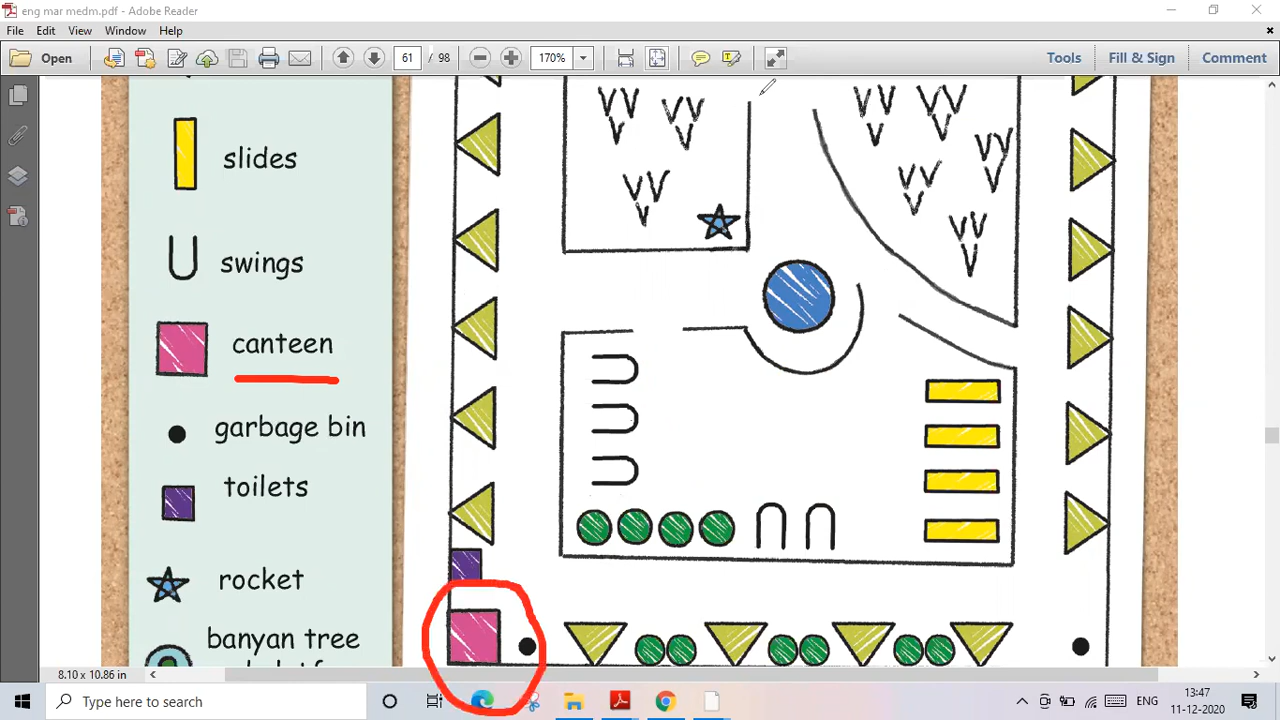 eng mar medm.pdf - Adobe Reader
File Edit View Window Help
Open 61 / 98 170% Tools Fill & Sign Comment
slides
swings
canteen
garbage bin
toilets
rocket
banyan tree
8.10 x 10.86 in
Type here to search
ENG
13:47
11-12-2020